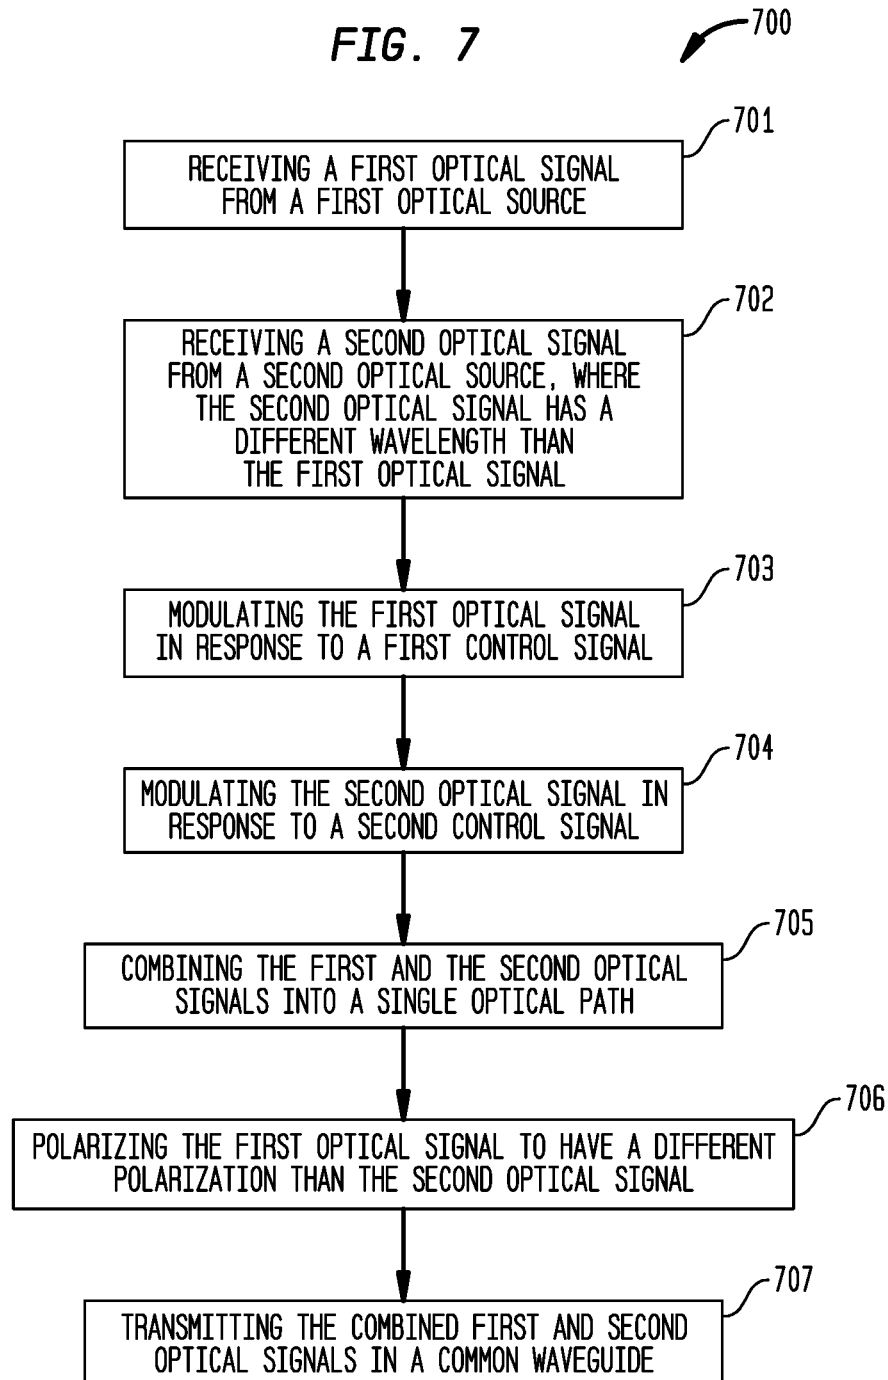 FIG. 7
700
701
RECEIVING A FIRST OPTICAL SIGNAL
FROM A FIRST OPTICAL SOURCE
702
RECEIVING A SECOND OPTICAL SIGNAL
FROM A SECOND OPTICAL SOURCE, WHERE
THE SECOND OPTICAL SIGNAL HAS A
DIFFERENT WAVELENGTH THAN
THE FIRST OPTICAL SIGNAL
703
MODULATING THE FIRST OPTICAL SIGNAL
IN RESPONSE TO A FIRST CONTROL SIGNAL
704
MODULATING THE SECOND OPTICAL SIGNAL IN
RESPONSE TO A SECOND CONTROL SIGNAL
705
COMBINING THE FIRST AND THE SECOND OPTICAL
SIGNALS INTO A SINGLE OPTICAL PATH
706
POLARIZING THE FIRST OPTICAL SIGNAL TO HAVE A DIFFERENT
POLARIZATION THAN THE SECOND OPTICAL SIGNAL
707
TRANSMITTING THE COMBINED FIRST AND SECOND
OPTICAL SIGNALS IN A COMMON WAVEGUIDE